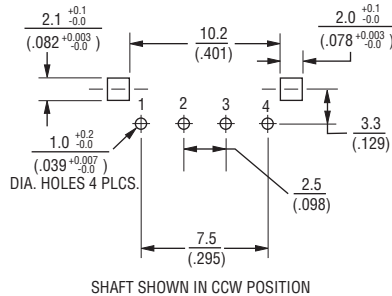 2.1 +0.1 -0.0
(.082 +0.003 -0.0)
10.2
(.401)
2.0 +0.1 -0.0
(.078 +0.003 -0.0)
1 2 3 4
1.0 +0.2 -0.0
(.039 +0.007 -0.0)
DIA. HOLES 4 PLCS.
3.3
(.129)
2.5
(.098)
7.5
(.295)
SHAFT SHOWN IN CCW POSITION